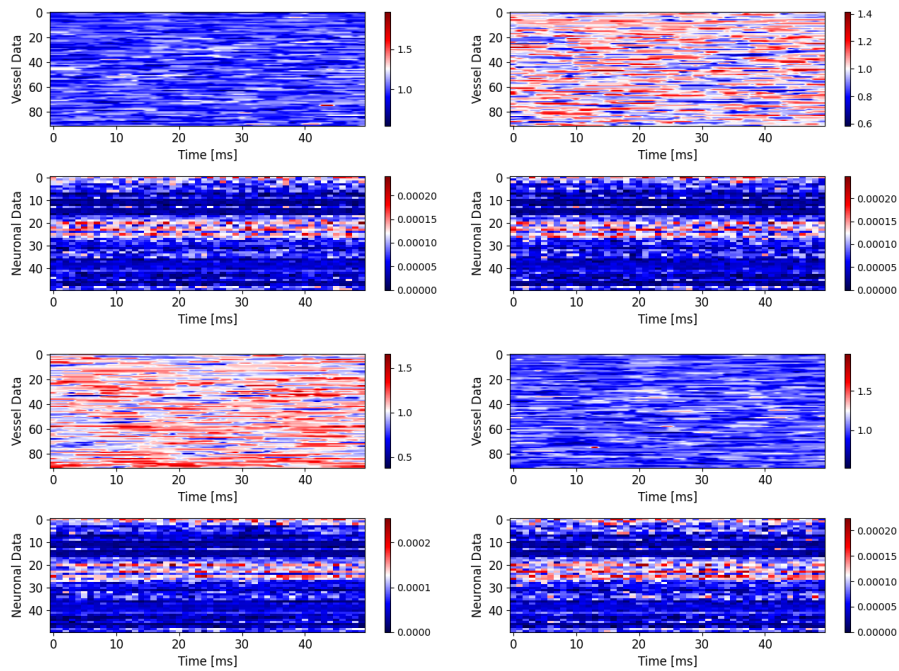 Vessel Data
0
20
40
60
80
0 10 20 30 40
Time [ms]
1.5
1.0
Vessel Data
0
20
40
60
80
0 10 20 30 40
Time [ms]
1.4
1.2
1.0
0.8
0.6
Neuronal Data
0
10
20
30
40
0 10 20 30 40
Time [ms]
0.00020
0.00015
0.00010
0.00005
0.00000
Neuronal Data
0
10
20
30
40
0 10 20 30 40
Time [ms]
0.00020
0.00015
0.00010
0.00005
0.00000
Vessel Data
0
20
40
60
80
0 10 20 30 40
Time [ms]
1.5
1.0
0.5
Vessel Data
0
20
40
60
80
0 10 20 30 40
Time [ms]
1.5
1.0
Neuronal Data
0
10
20
30
40
0 10 20 30 40
Time [ms]
0.0002
0.0001
0.0000
Neuronal Data
0
10
20
30
40
0 10 20 30 40
Time [ms]
0.00020
0.00015
0.00010
0.00005
0.00000